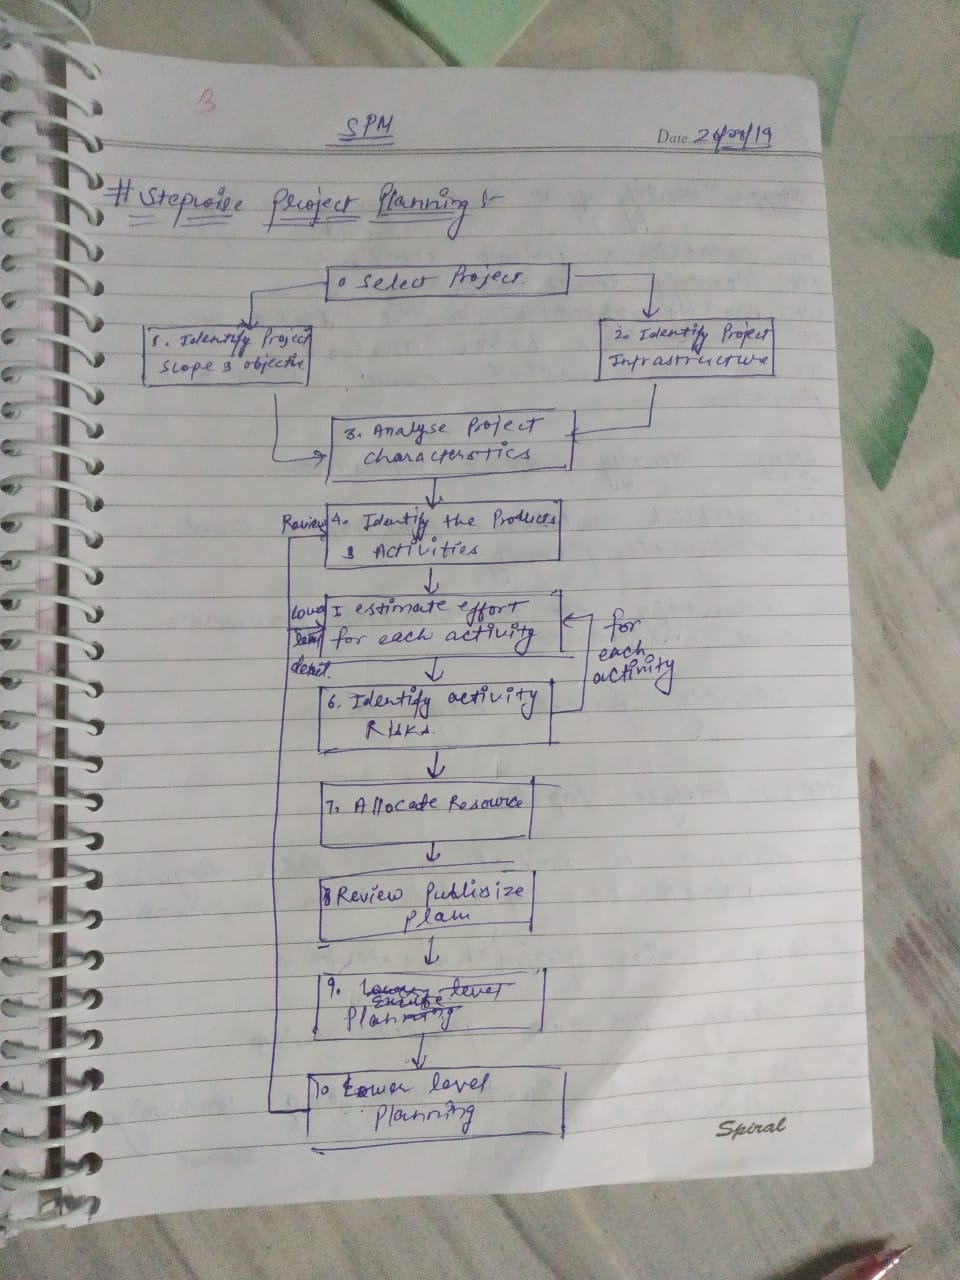 3
SPM
Date. 26/08/19
# Stepwise Project Planning :-
0 Select Project.
1. Identify Project
Scope & objective
2. Identify Project
Infrastructure
3. Analyse Project
characteristics
Review
4. Identify the Products
& Activities
Lower
level
detail.
I estimate effort
for each activity
for
each
activity
6. Identify activity
Risks.
7. Allocate Resource
8 Review Publisize
Plan
9. level
Planning
10 Lower level
Planning
Spiral